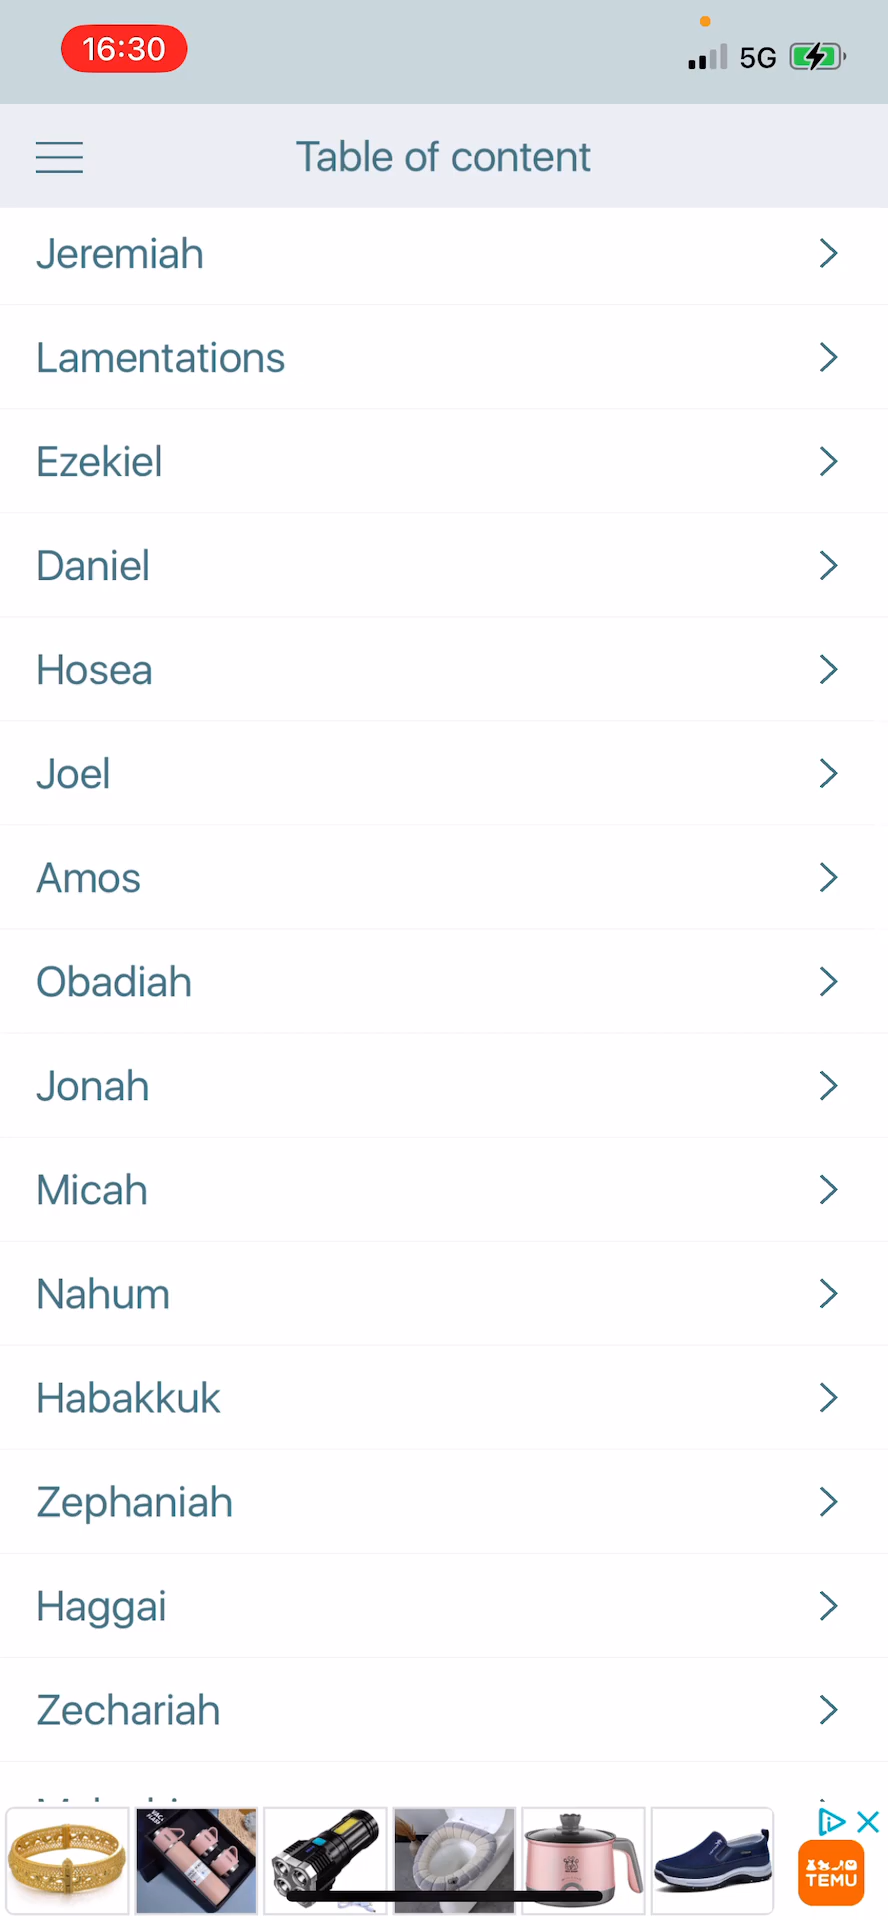 16:30
5G
Table of content
Jeremiah
Lamentations
Ezekiel
Daniel
Hosea
Joel
Amos
Obadiah
Jonah
Micah
Nahum
Habakkuk
Zephaniah
Haggai
Zechariah
TEMU